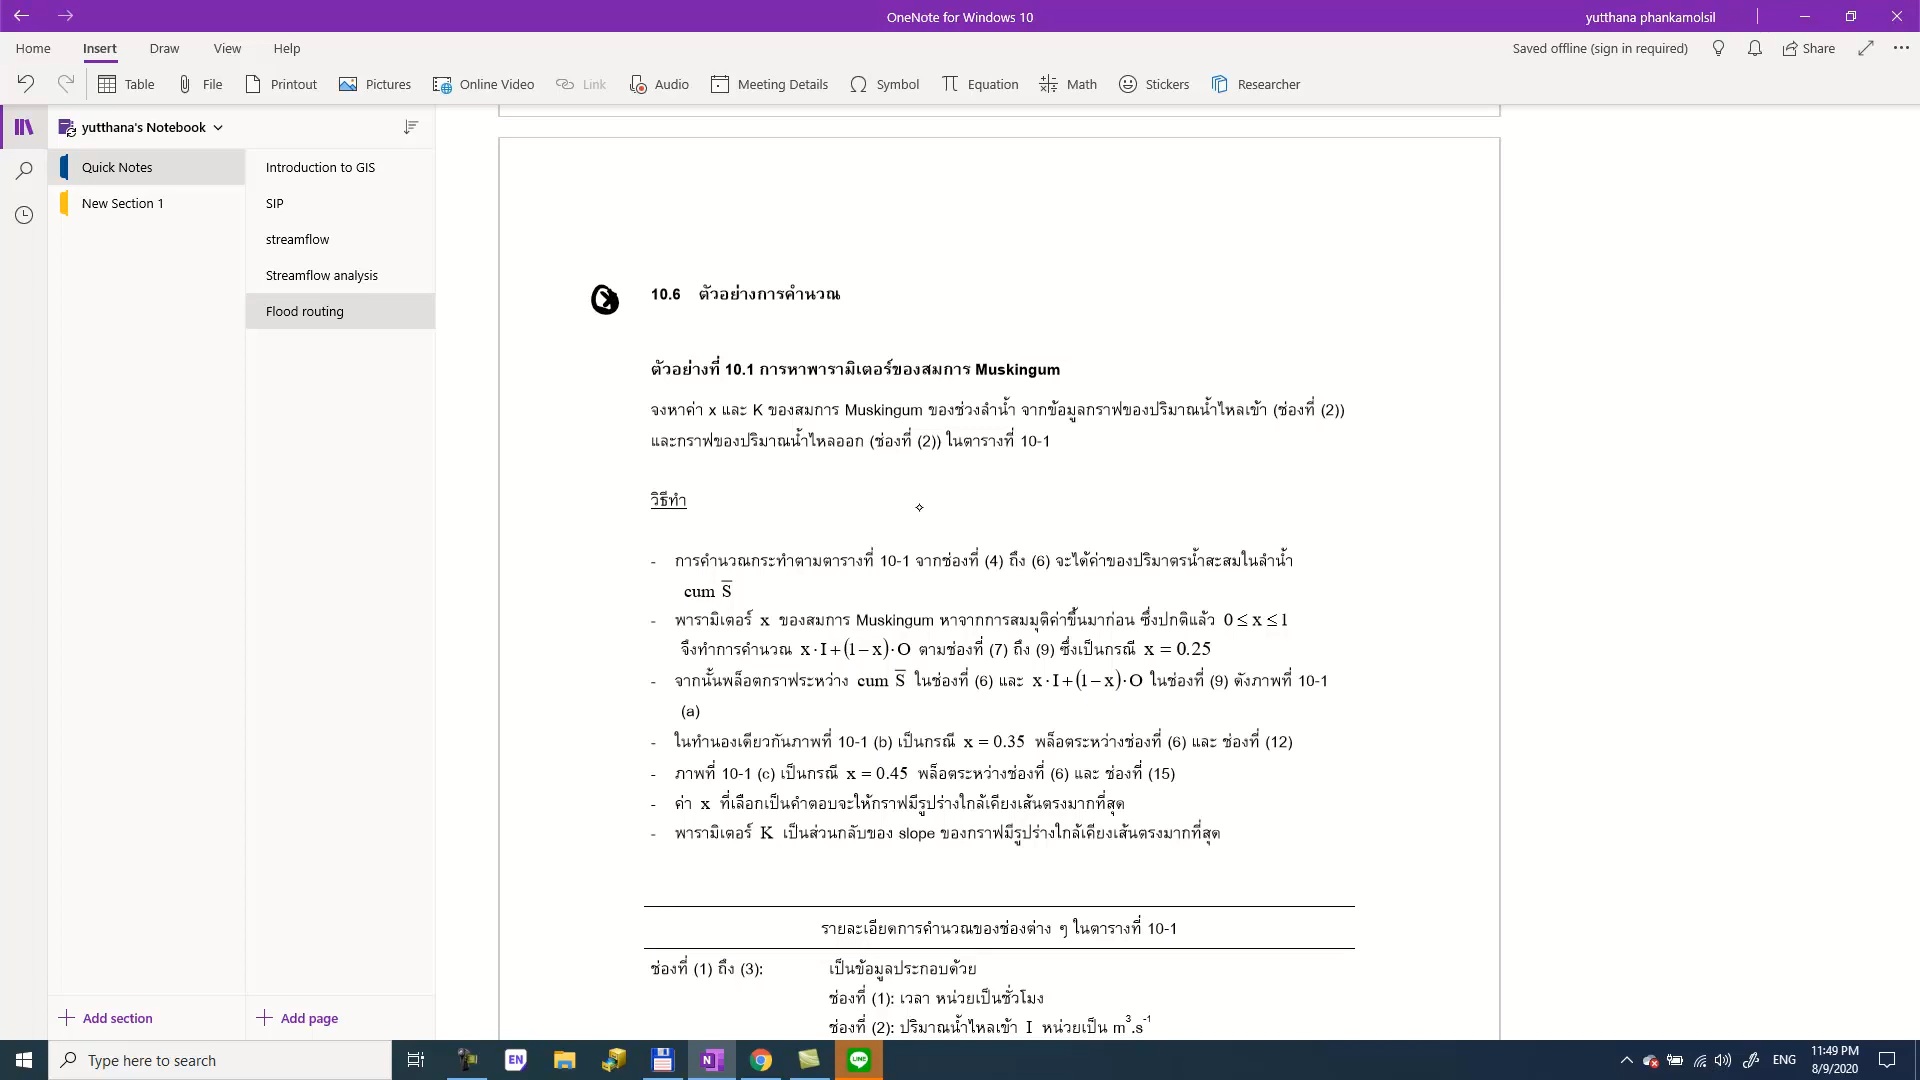 OneNote for Windows 10
yutthana phankamolsil
Home Insert Draw View Help
Saved offline (sign in required) Share
Table File Printout Pictures Online Video Link Audio Meeting Details Symbol Equation Math Stickers Researcher
yutthana's Notebook
Quick Notes
New Section 1
Introduction to GIS
SIP
streamflow
Streamflow analysis
Flood routing
10.6 ตัวอย่างการคำนวณ
ตัวอย่างที่ 10.1 การหาพารามิเตอร์ของสมการ Muskingum
จงหาค่า x และ K ของสมการ Muskingum ของช่วงลำน้ำ จากข้อมูลกราฟของปริมาณน้ำไหลเข้า (ช่องที่ (2))
และกราฟของปริมาณน้ำไหลออก (ช่องที่ (2)) ในตารางที่ 10-1
วิธีทำ
- การคำนวณกระทำตามตารางที่ 10-1 จากช่องที่ (4) ถึง (6) จะได้ค่าของปริมาตรน้ำสะสมในลำน้ำ
cum S̅
- พารามิเตอร์ x ของสมการ Muskingum หาจากการสมมุติค่าขึ้นมาก่อน ซึ่งปกติแล้ว 0 ≤ x ≤ 1
จึงทำการคำนวณ x·I+(1−x)·O ตามช่องที่ (7) ถึง (9) ซึ่งเป็นกรณี x = 0.25
- จากนั้นพล็อตกราฟระหว่าง cum S̅ ในช่องที่ (6) และ x·I+(1−x)·O ในช่องที่ (9) ดังภาพที่ 10-1
(a)
- ในทำนองเดียวกันภาพที่ 10-1 (b) เป็นกรณี x = 0.35 พล็อตระหว่างช่องที่ (6) และ ช่องที่ (12)
- ภาพที่ 10-1 (c) เป็นกรณี x = 0.45 พล็อตระหว่างช่องที่ (6) และ ช่องที่ (15)
- ค่า x ที่เลือกเป็นคำตอบจะให้กราฟมีรูปร่างใกล้เคียงเส้นตรงมากที่สุด
- พารามิเตอร์ K เป็นส่วนกลับของ slope ของกราฟมีรูปร่างใกล้เคียงเส้นตรงมากที่สุด
รายละเอียดการคำนวณของช่องต่าง ๆ ในตารางที่ 10-1
ช่องที่ (1) ถึง (3): เป็นข้อมูลประกอบด้วย
ช่องที่ (1): เวลา หน่วยเป็นชั่วโมง
ช่องที่ (2): ปริมาณน้ำไหลเข้า I หน่วยเป็น m³.s⁻¹
Add section
Add page
Type here to search
EN
LINE
ENG
11:49 PM
8/9/2020